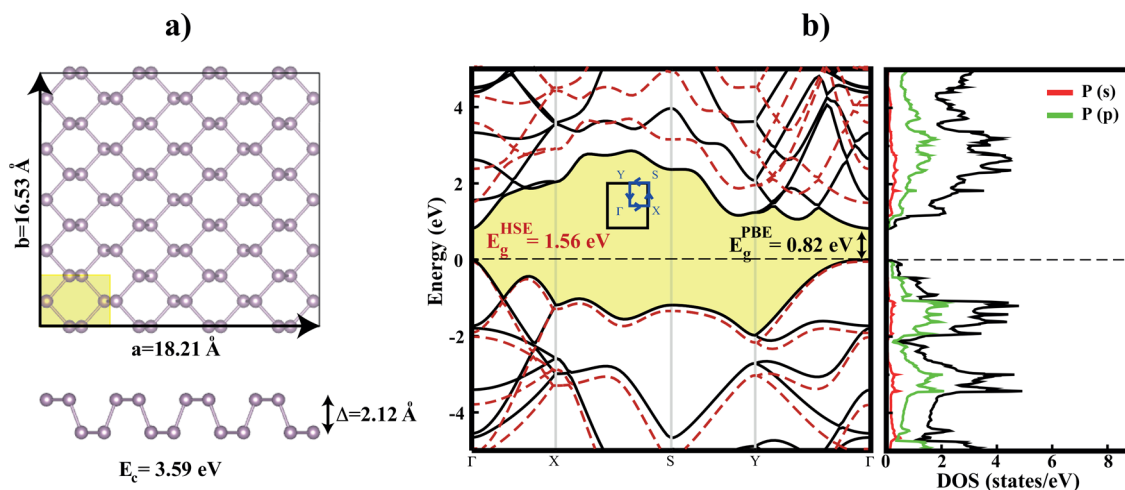 a)
b=16.53 Å
a=18.21 Å
Δ=2.12 Å
E_c= 3.59 eV
b)
Energy (eV)
4
2
0
-2
-4
Y S
Γ X
E_g^HSE = 1.56 eV
E_g^PBE = 0.82 eV
Γ X S Y Γ
P (s)
P (p)
0 2 4 6 8
DOS (states/eV)